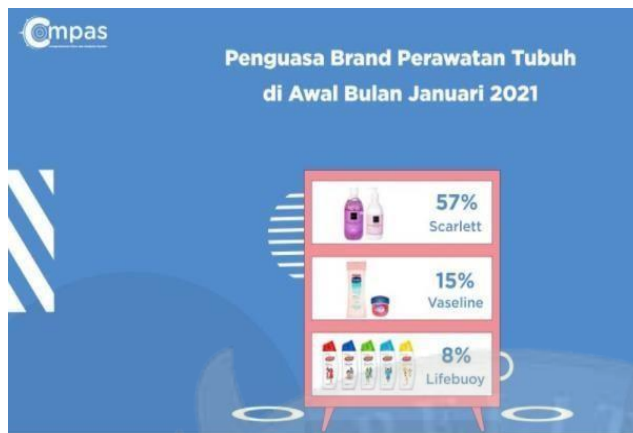 Compas
Penguasa Brand Perawatan Tubuh
di Awal Bulan Januari 2021
57%
Scarlett
15%
Vaseline
8%
Lifebuoy